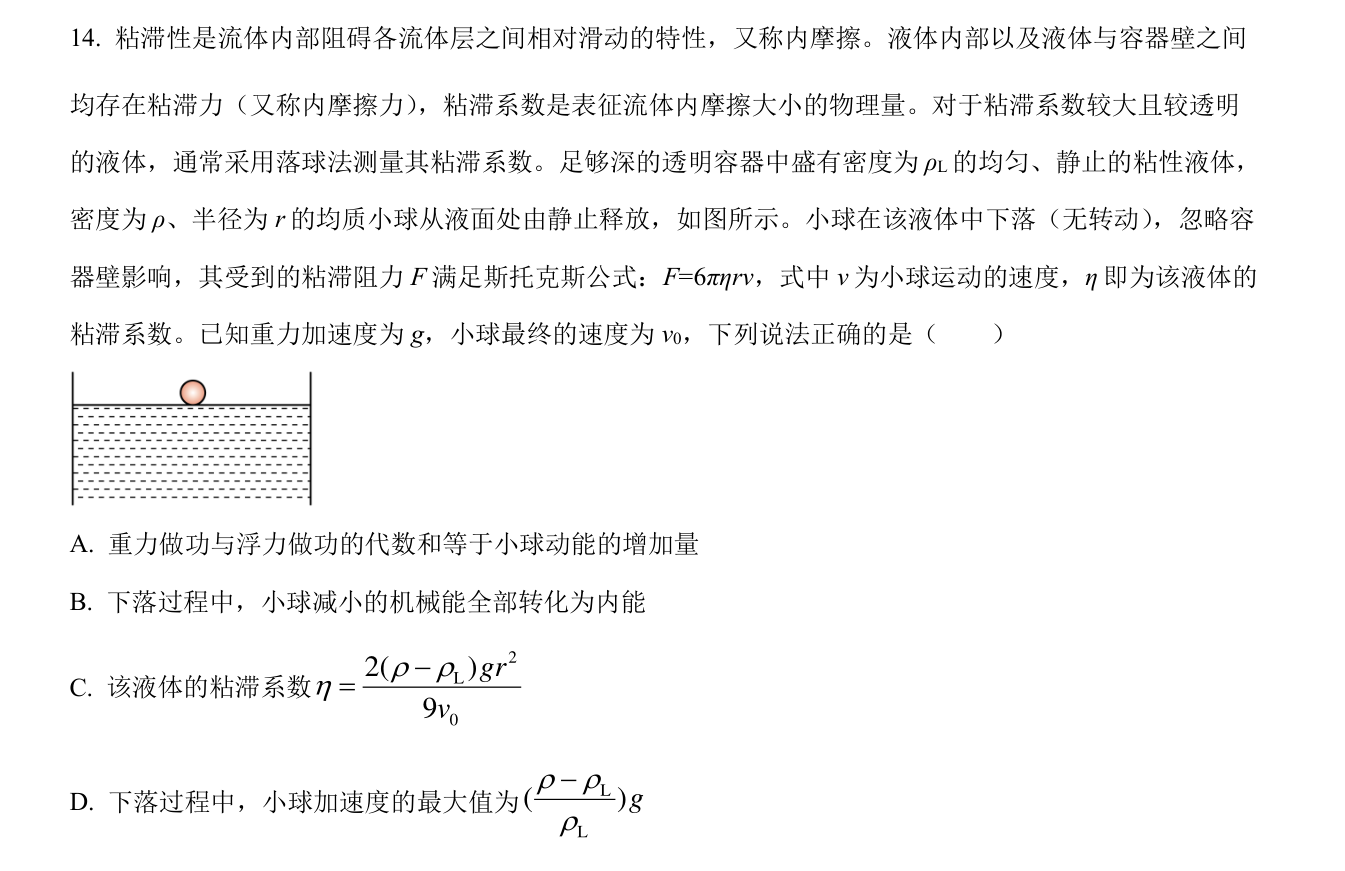 14. 粘滞性是流体内部阻碍各流体层之间相对滑动的特性，又称内摩擦。液体内部以及液体与容器壁之间
均存在粘滞力（又称内摩擦力），粘滞系数是表征流体内摩擦大小的物理量。对于粘滞系数较大且较透明
的液体，通常采用落球法测量其粘滞系数。足够深的透明容器中盛有密度为 ρL 的均匀、静止的粘性液体，
密度为 ρ、半径为 r 的均质小球从液面处由静止释放，如图所示。小球在该液体中下落（无转动），忽略容
器壁影响，其受到的粘滞阻力 F 满足斯托克斯公式：F=6πηrv，式中 v 为小球运动的速度，η 即为该液体的
粘滞系数。已知重力加速度为 g，小球最终的速度为 v₀，下列说法正确的是（　　）
A. 重力做功与浮力做功的代数和等于小球动能的增加量
B. 下落过程中，小球减小的机械能全部转化为内能
C. 该液体的粘滞系数 η = 2(ρ − ρL)gr² / 9v₀
D. 下落过程中，小球加速度的最大值为 ((ρ − ρL) / ρL)g